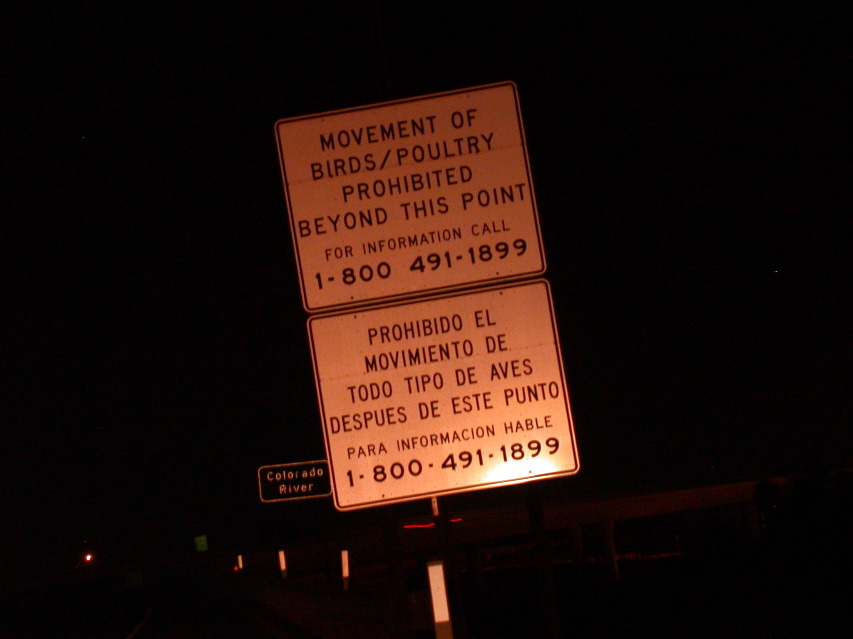 MOVEMENT OF
BIRDS/POULTRY
PROHIBITED
BEYOND THIS POINT
FOR INFORMATION CALL
1-800 491-1899
PROHIBIDO EL
MOVIMIENTO DE
TODO TIPO DE AVES
DESPUES DE ESTE PUNTO
PARA INFORMACION HABLE
1-800-491-1899
Colorado
River